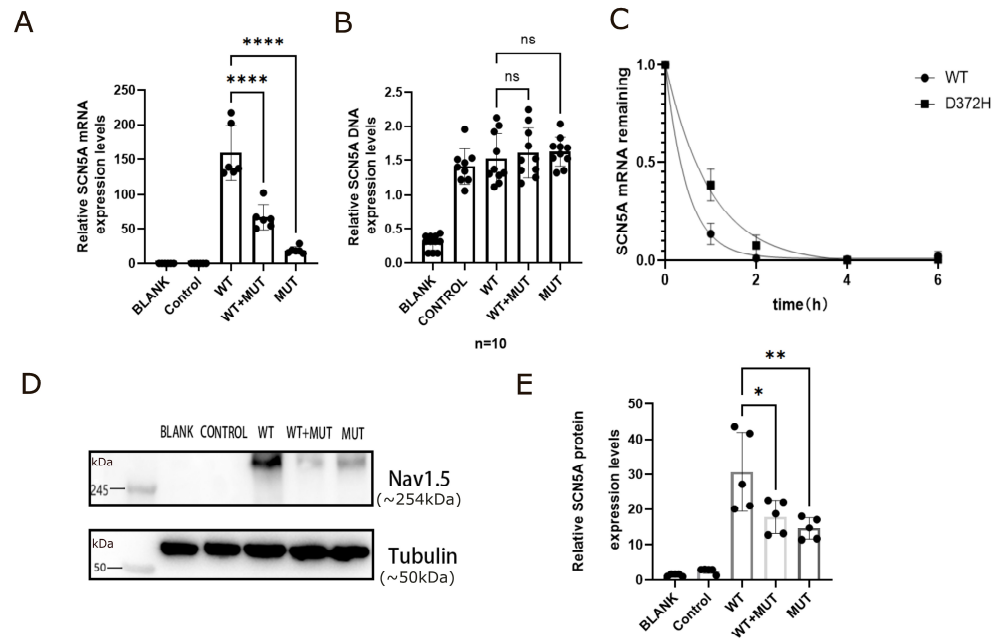 A
Relative SCN5A mRNA
expression levels
250
200
150
100
50
0
****
****
BLANK
Control
WT
WT+MUT
MUT
B
Relative SCN5A DNA
expression levels
2.5
2.0
1.5
1.0
0.5
0.0
ns
ns
BLANK
CONTROL
WT
WT+MUT
MUT
n=10
C
SCN5A mRNA remaining
1.0
0.5
0.0
0
2
4
6
time(h)
WT
D372H
D
BLANK CONTROL WT WT+MUT MUT
kDa
245
Nav1.5
(~254kDa)
kDa
50
Tubulin
(~50kDa)
E
Relative SCN5A protein
expression levels
50
40
30
20
10
0
**
*
BLANK
Control
WT
WT+MUT
MUT